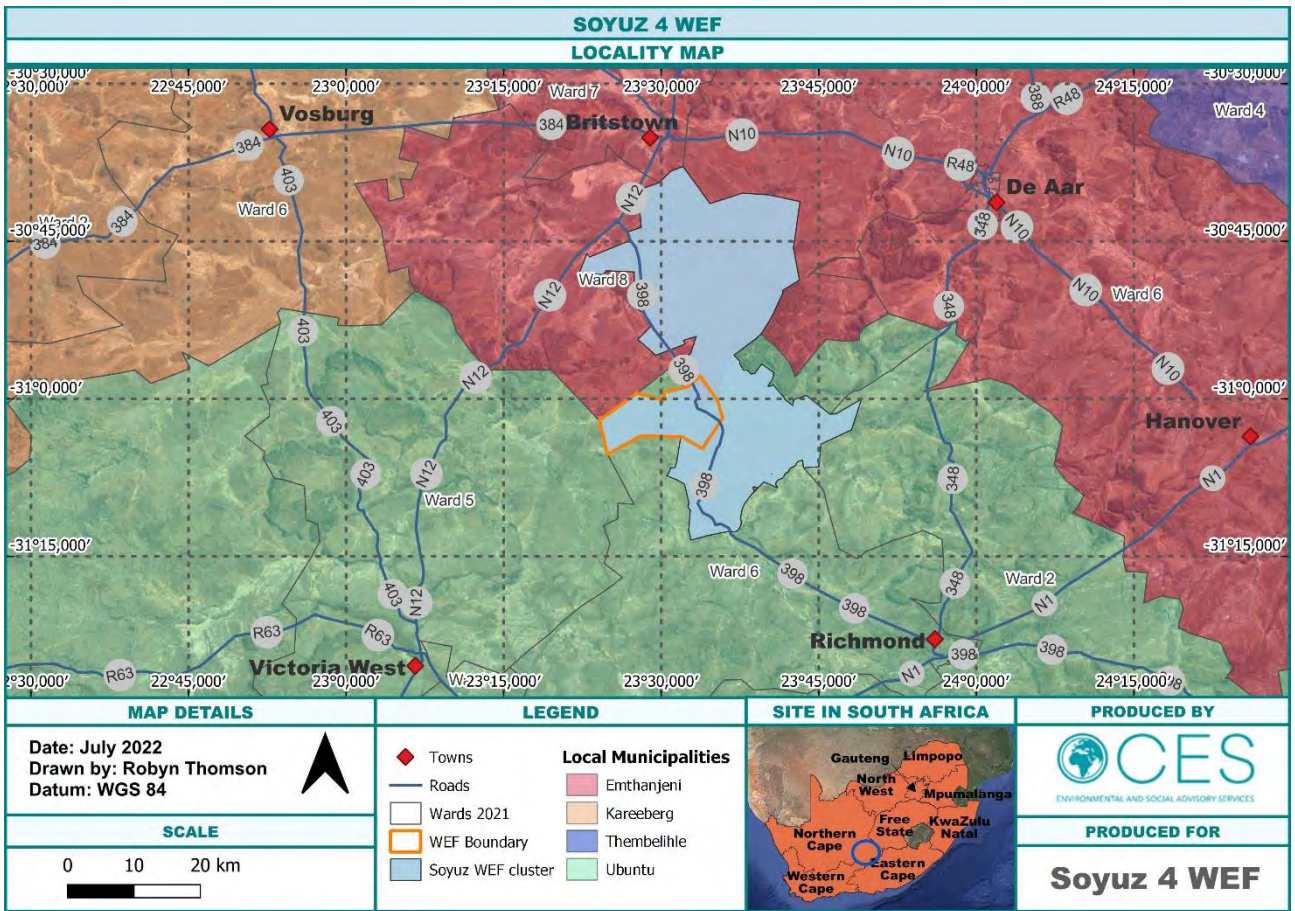 SOYUZ 4 WEF
LOCALITY MAP
-30°30,000'
-30°30,000'
22°45,000'
23°0,000'
23°15,000'
23°45,000'
24°0,000'
24°15,000'
Ward 7
388
R48
Ward 4
Vosburg
384
Britstown
N10
384
N10
R48
403
Ward 6
N12
De Aar
384
384
348
N10
-30°45,000'
-30°45,000'
Ward 8
N12
398
N10
Ward 6
348
403
N12
398
N10
-31°0,000'
-31°0,000'
403
Hanover
403
N12
Ward 5
398
348
N1
-31°15,000'
-31°15,000'
Ward 6
398
348
Ward 2
403
N12
398
N1
R63
R63
Richmond
398
398
Victoria West
R63
N1
22°45,000'
23°0,000'
23°15,000'
23°30,000'
23°45,000'
24°0,000'
24°15,000'
MAP DETAILS
Date: July 2022
Drawn by: Robyn Thomson
Datum: WGS 84
SCALE
0 10 20 km
LEGEND
Towns
Roads
Wards 2021
WEF Boundary
Soyuz WEF cluster
Local Municipalities
Emthanjeni
Kareeberg
Thembelihle
Ubuntu
SITE IN SOUTH AFRICA
Gauteng
Limpopo
North
West
Mpumalanga
Free
State
KwaZulu
Natal
Northern
Cape
Eastern
Cape
Western
Cape
PRODUCED BY
CES
ENVIRONMENTAL AND SOCIAL ADVISORY SERVICES
PRODUCED FOR
Soyuz 4 WEF